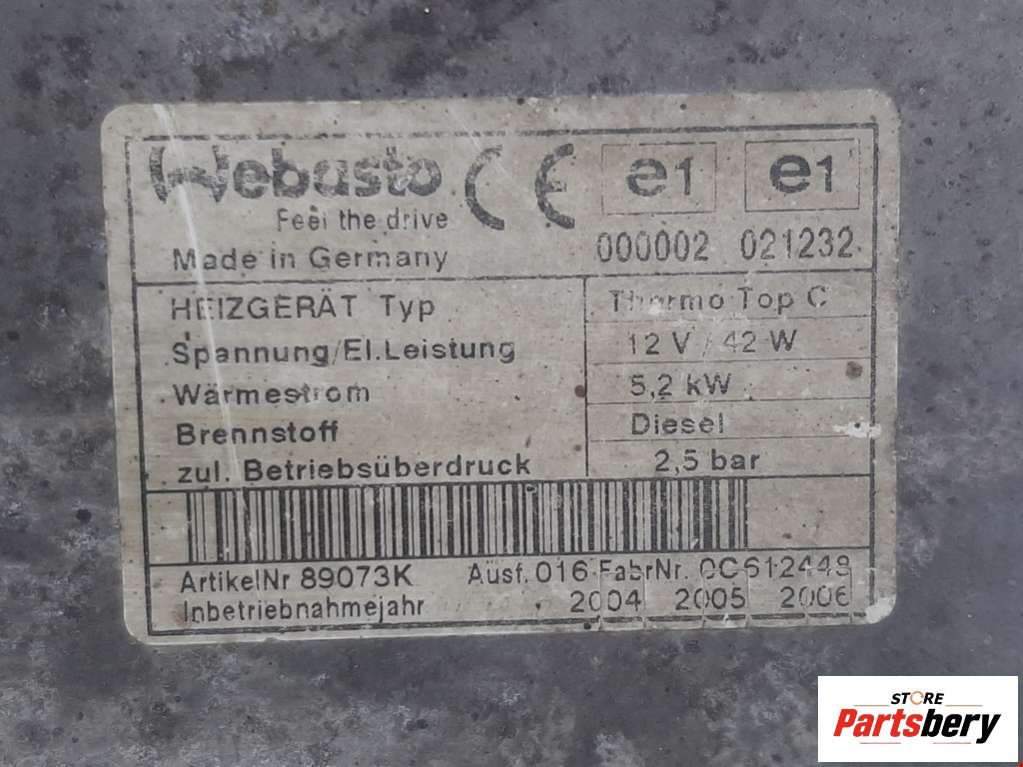 Webasto
Feel the drive
CE e1 e1
Made in Germany 000002 021232
HEIZGERÄT Typ Thermo Top C
Spannung/El.Leistung 12 V / 42 W
Wärmestrom 5,2 kW
Brennstoff Diesel
zul. Betriebsüberdruck 2,5 bar
ArtikelNr 89073K Ausf. 016 FabrNr.
Inbetriebnahmejahr 2004 2005 2006
STORE
Partsbery